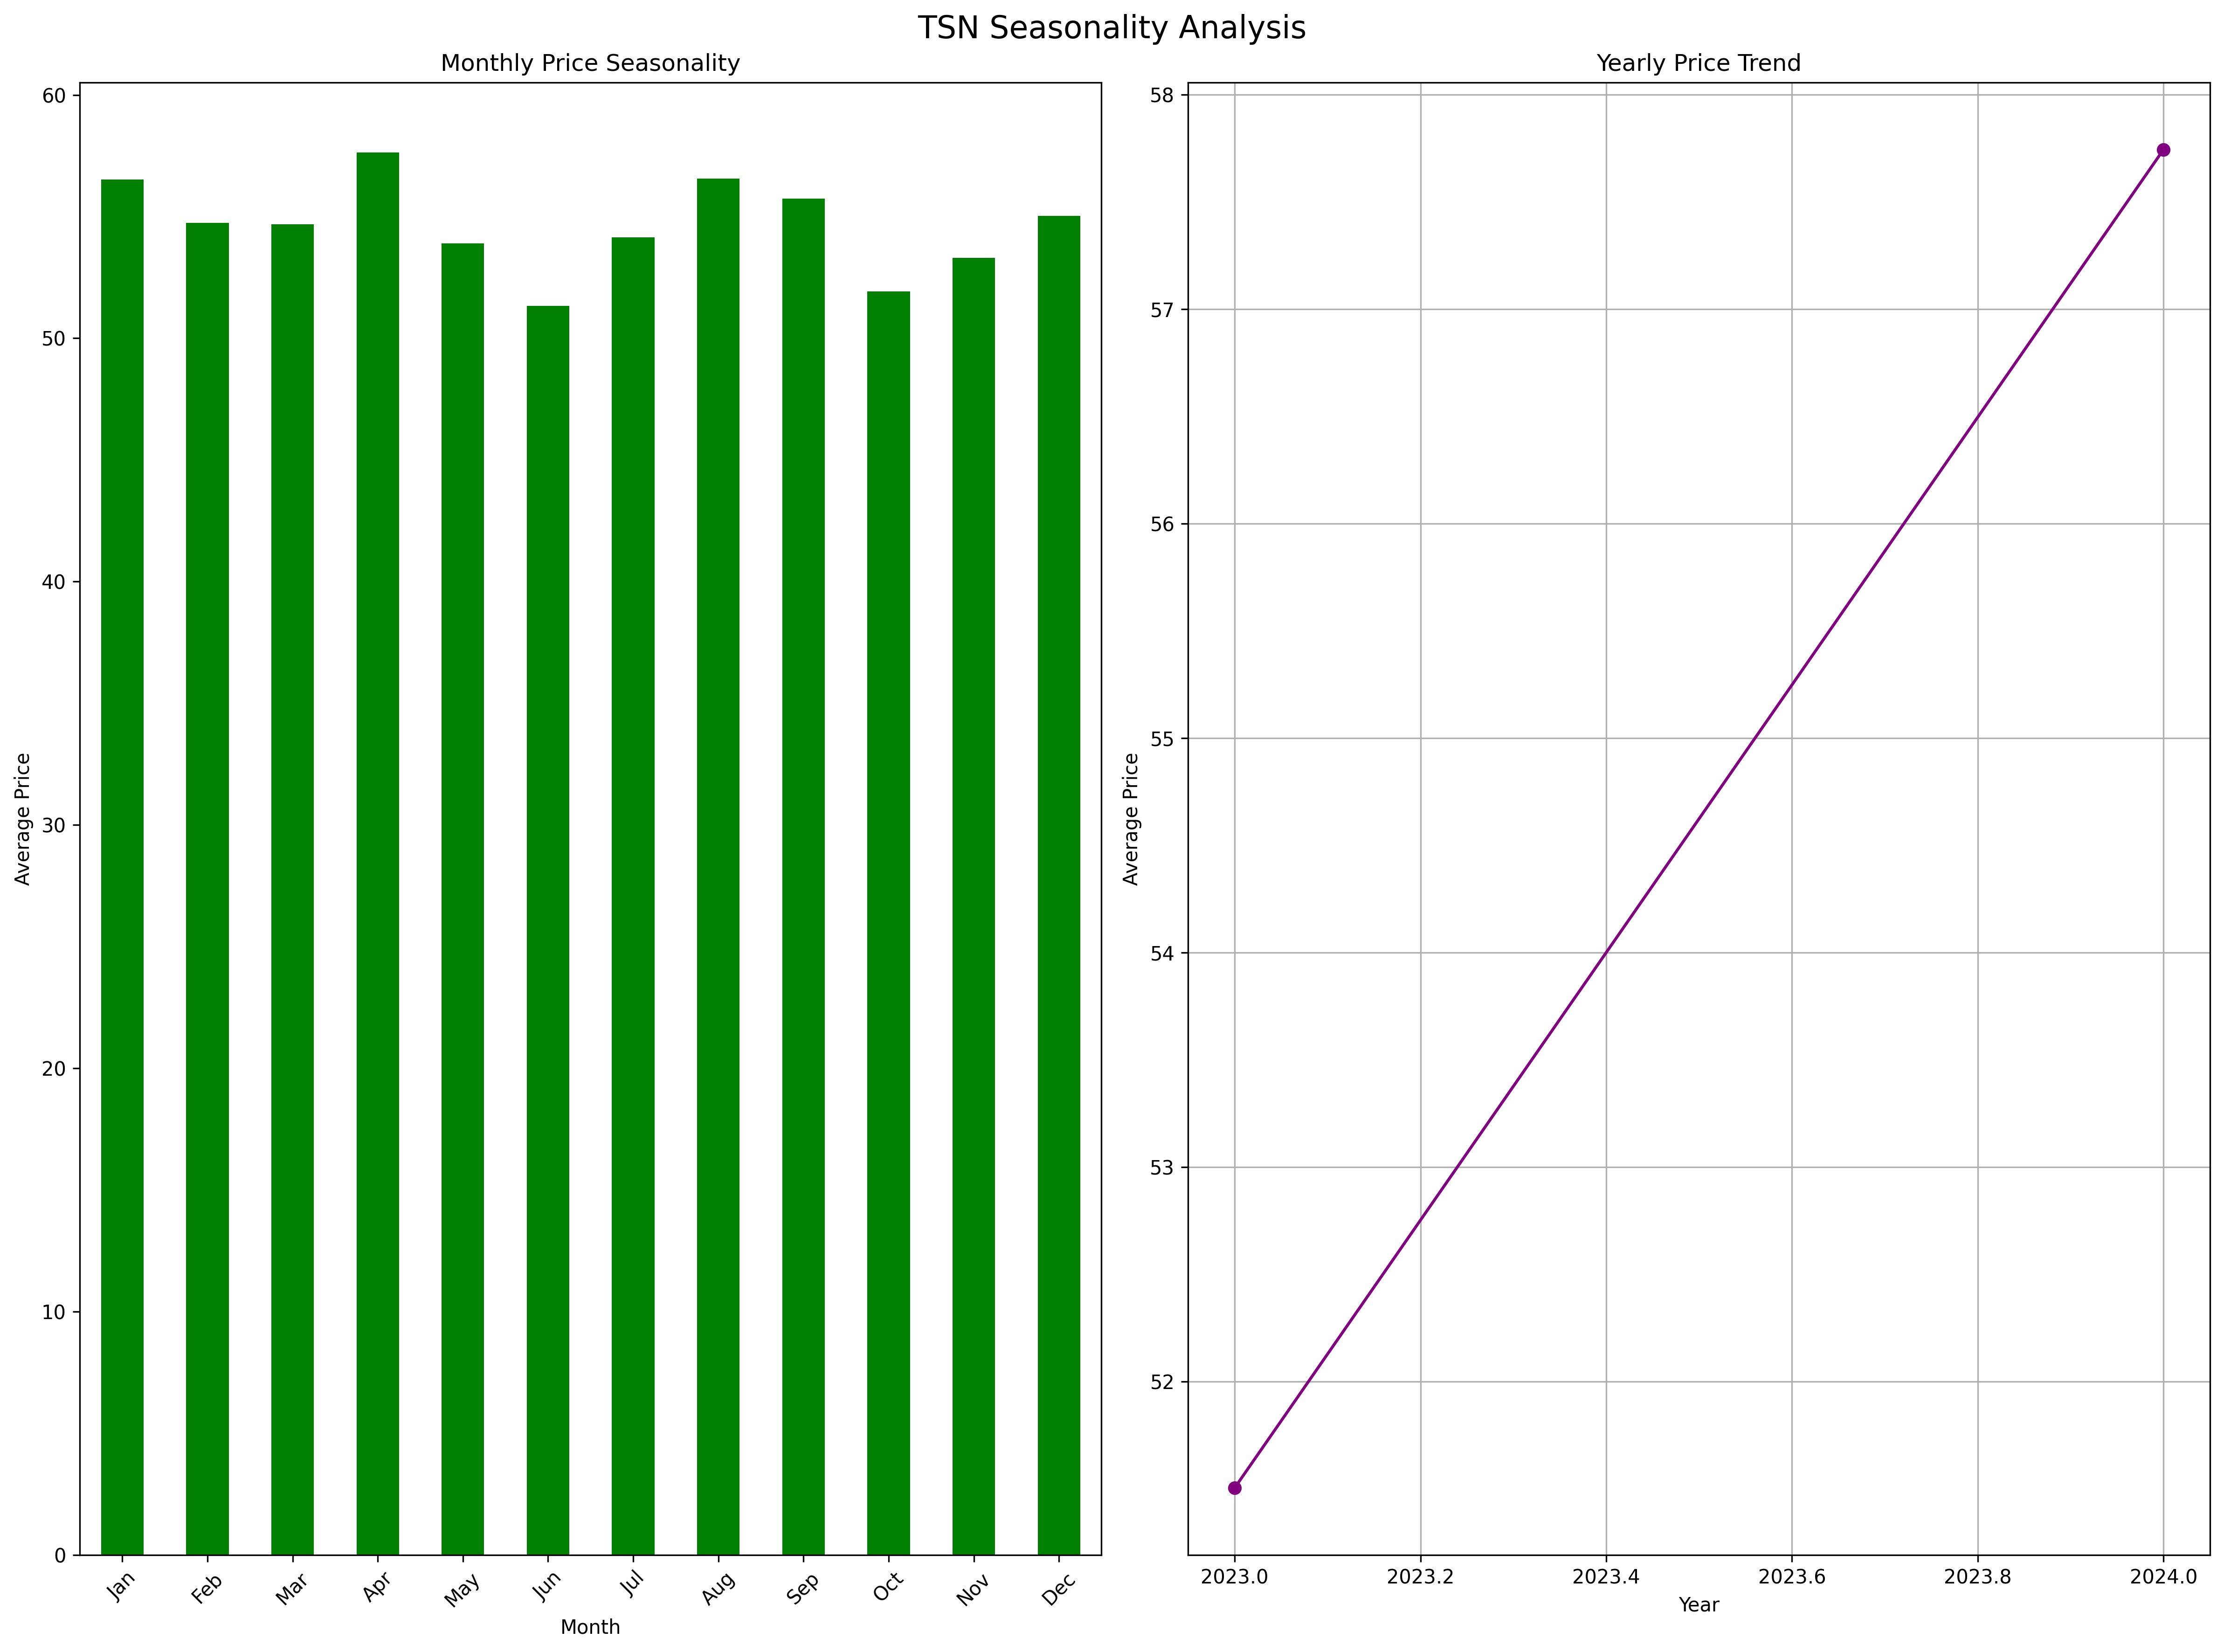 TSN Seasonality Analysis
Monthly Price Seasonality
60
50
40
30
20
10
0
Average Price
Jan
Feb
Mar
Apr
May
Jun
Jul
Aug
Sep
Oct
Nov
Dec
Month
Yearly Price Trend
58
57
56
55
54
53
52
Average Price
2023.0
2023.2
2023.4
2023.6
2023.8
2024.0
Year